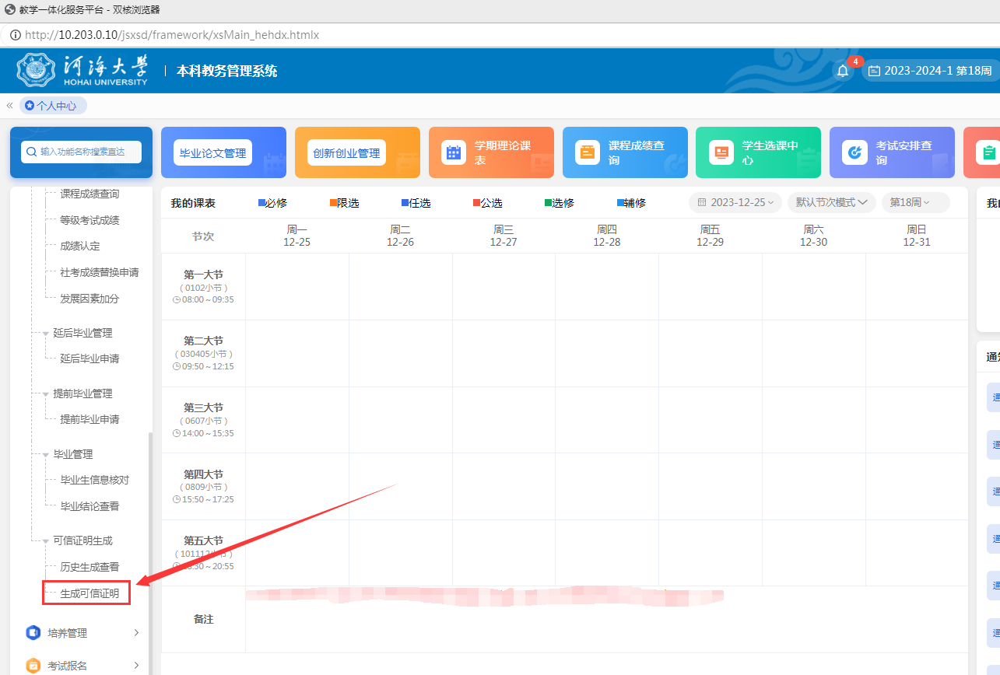 教学一体化服务平台 - 双核浏览器
http://10.203.0.10/jsxsd/framework/xsMain_hehdx.htmlx
河海大学
HOHAI UNIVERSITY
本科教务管理系统
4
2023-2024-1 第18周
个人中心
输入功能名称搜索直达
毕业论文管理
创新创业管理
学期理论课
表
课程成绩查
询
学生选课中
心
考试安排查
询
课程成绩查询
等级考试成绩
成绩认定
社考成绩替换申请
发展因素加分
延后毕业管理
延后毕业申请
提前毕业管理
提前毕业申请
毕业管理
毕业生信息核对
毕业结论查看
可信证明生成
历史生成查看
生成可信证明
培养管理
考试报名
我的课表
必修
限选
任选
公选
选修
辅修
2023-12-25
默认节次模式
第18周
节次
周一
12-25
周二
12-26
周三
12-27
周四
12-28
周五
12-29
周六
12-30
周日
12-31
第一大节
( 0102小节 )
08:00～09:35
第二大节
( 030405小节 )
09:50～12:15
第三大节
( 0607小节 )
14:00～15:35
第四大节
( 0809小节 )
15:50～17:25
第五大节
( 101112小节 )
:30～20:55
备注
我
通
通
通
通
通
通
通